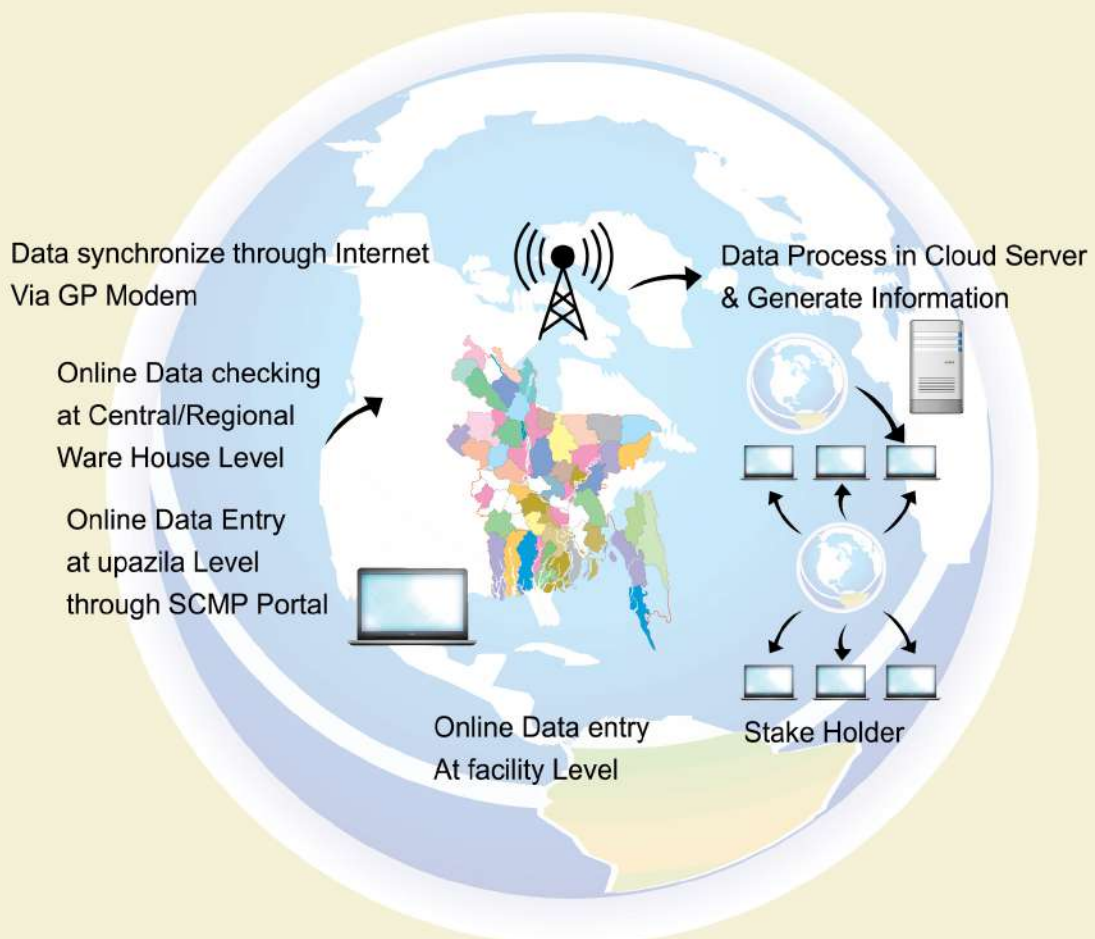 Data synchronize through Internet
Via GP Modem
Data Process in Cloud Server
& Generate Information
Online Data checking
at Central/Regional
Ware House Level
Online Data Entry
at upazila Level
through SCMP Portal
Online Data entry
At facility Level
Stake Holder